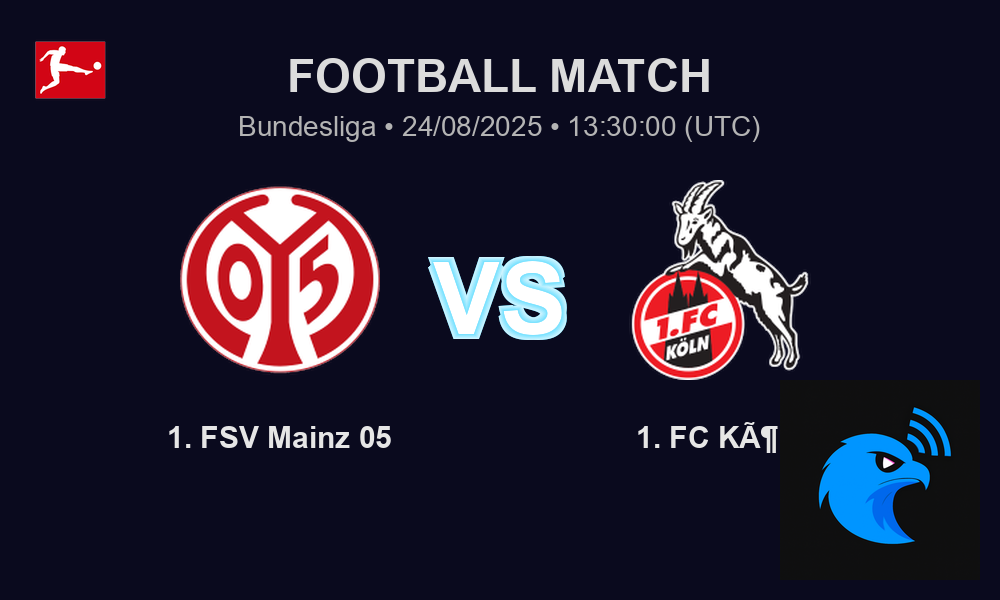 FOOTBALL MATCH
Bundesliga • 24/08/2025 • 13:30:00 (UTC)
05
VS
1.FC
KÖLN
1. FSV Mainz 05
1. FC KÃ¶